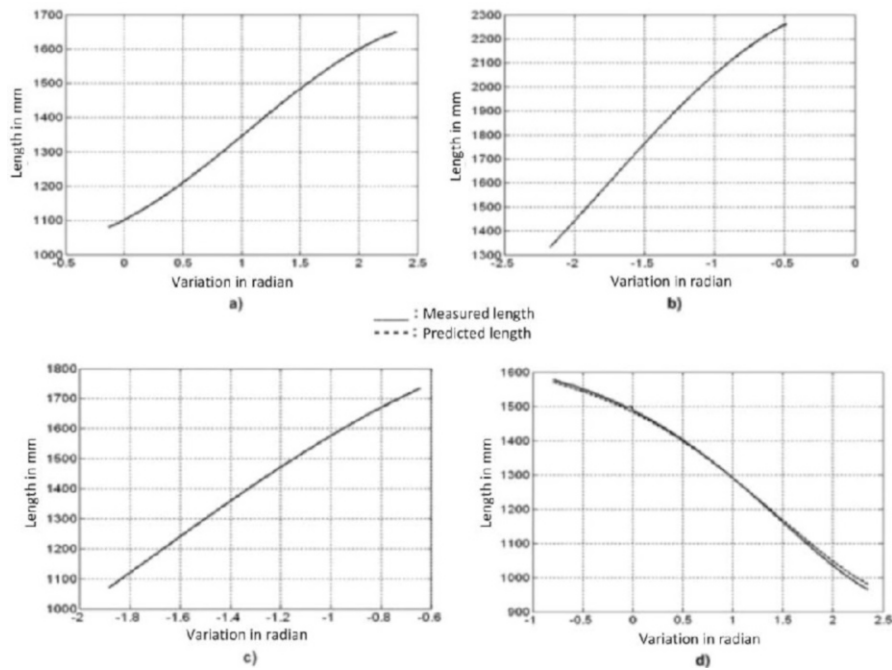 1700
1600
1500
1400
1300
1200
1100
1000
Length in mm
-0.5 0 0.5 1 1.5 2 2.5
Variation in radian
a)
2300
2200
2100
2000
1900
1800
1700
1600
1500
1400
1300
Length in mm
-2.5 -2 -1.5 -1 -0.5 0
Variation in radian
b)
: Measured length
: Predicted length
1800
1700
1600
1500
1400
1300
1200
1100
1000
Length in mm
-2 -1.8 -1.6 -1.4 -1.2 -1 -0.8 -0.6
Variation in radian
c)
1600
1500
1400
1300
1200
1100
1000
900
Length in mm
-1 -0.5 0 0.5 1 1.5 2 2.5
Variation in radian
d)